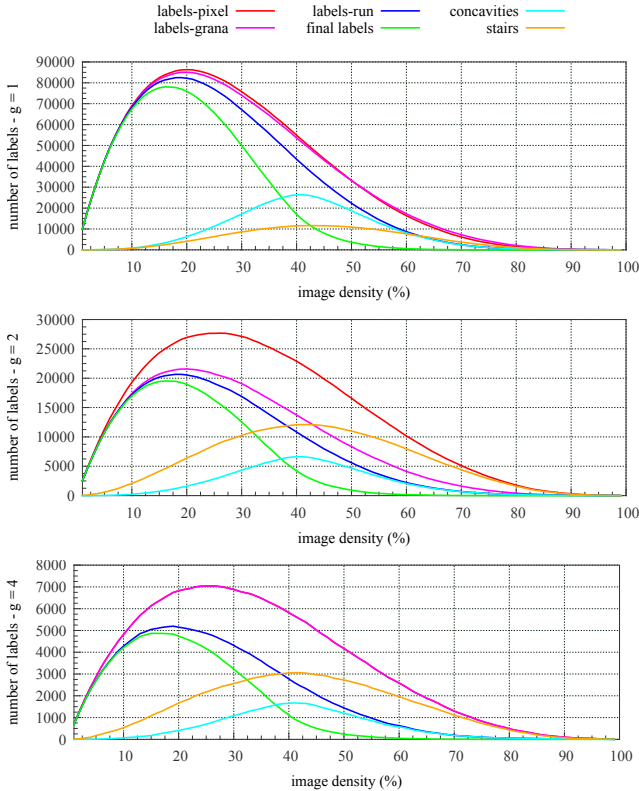 labels-pixel labels-run concavities
labels-grana final labels stairs
number of labels - g = 1
90000
80000
70000
60000
50000
40000
30000
20000
10000
0
10 20 30 40 50 60 70 80 90 100
image density (%)
number of labels - g = 2
30000
25000
20000
15000
10000
5000
0
10 20 30 40 50 60 70 80 90 100
image density (%)
number of labels - g = 4
8000
7000
6000
5000
4000
3000
2000
1000
0
10 20 30 40 50 60 70 80 90 100
image density (%)